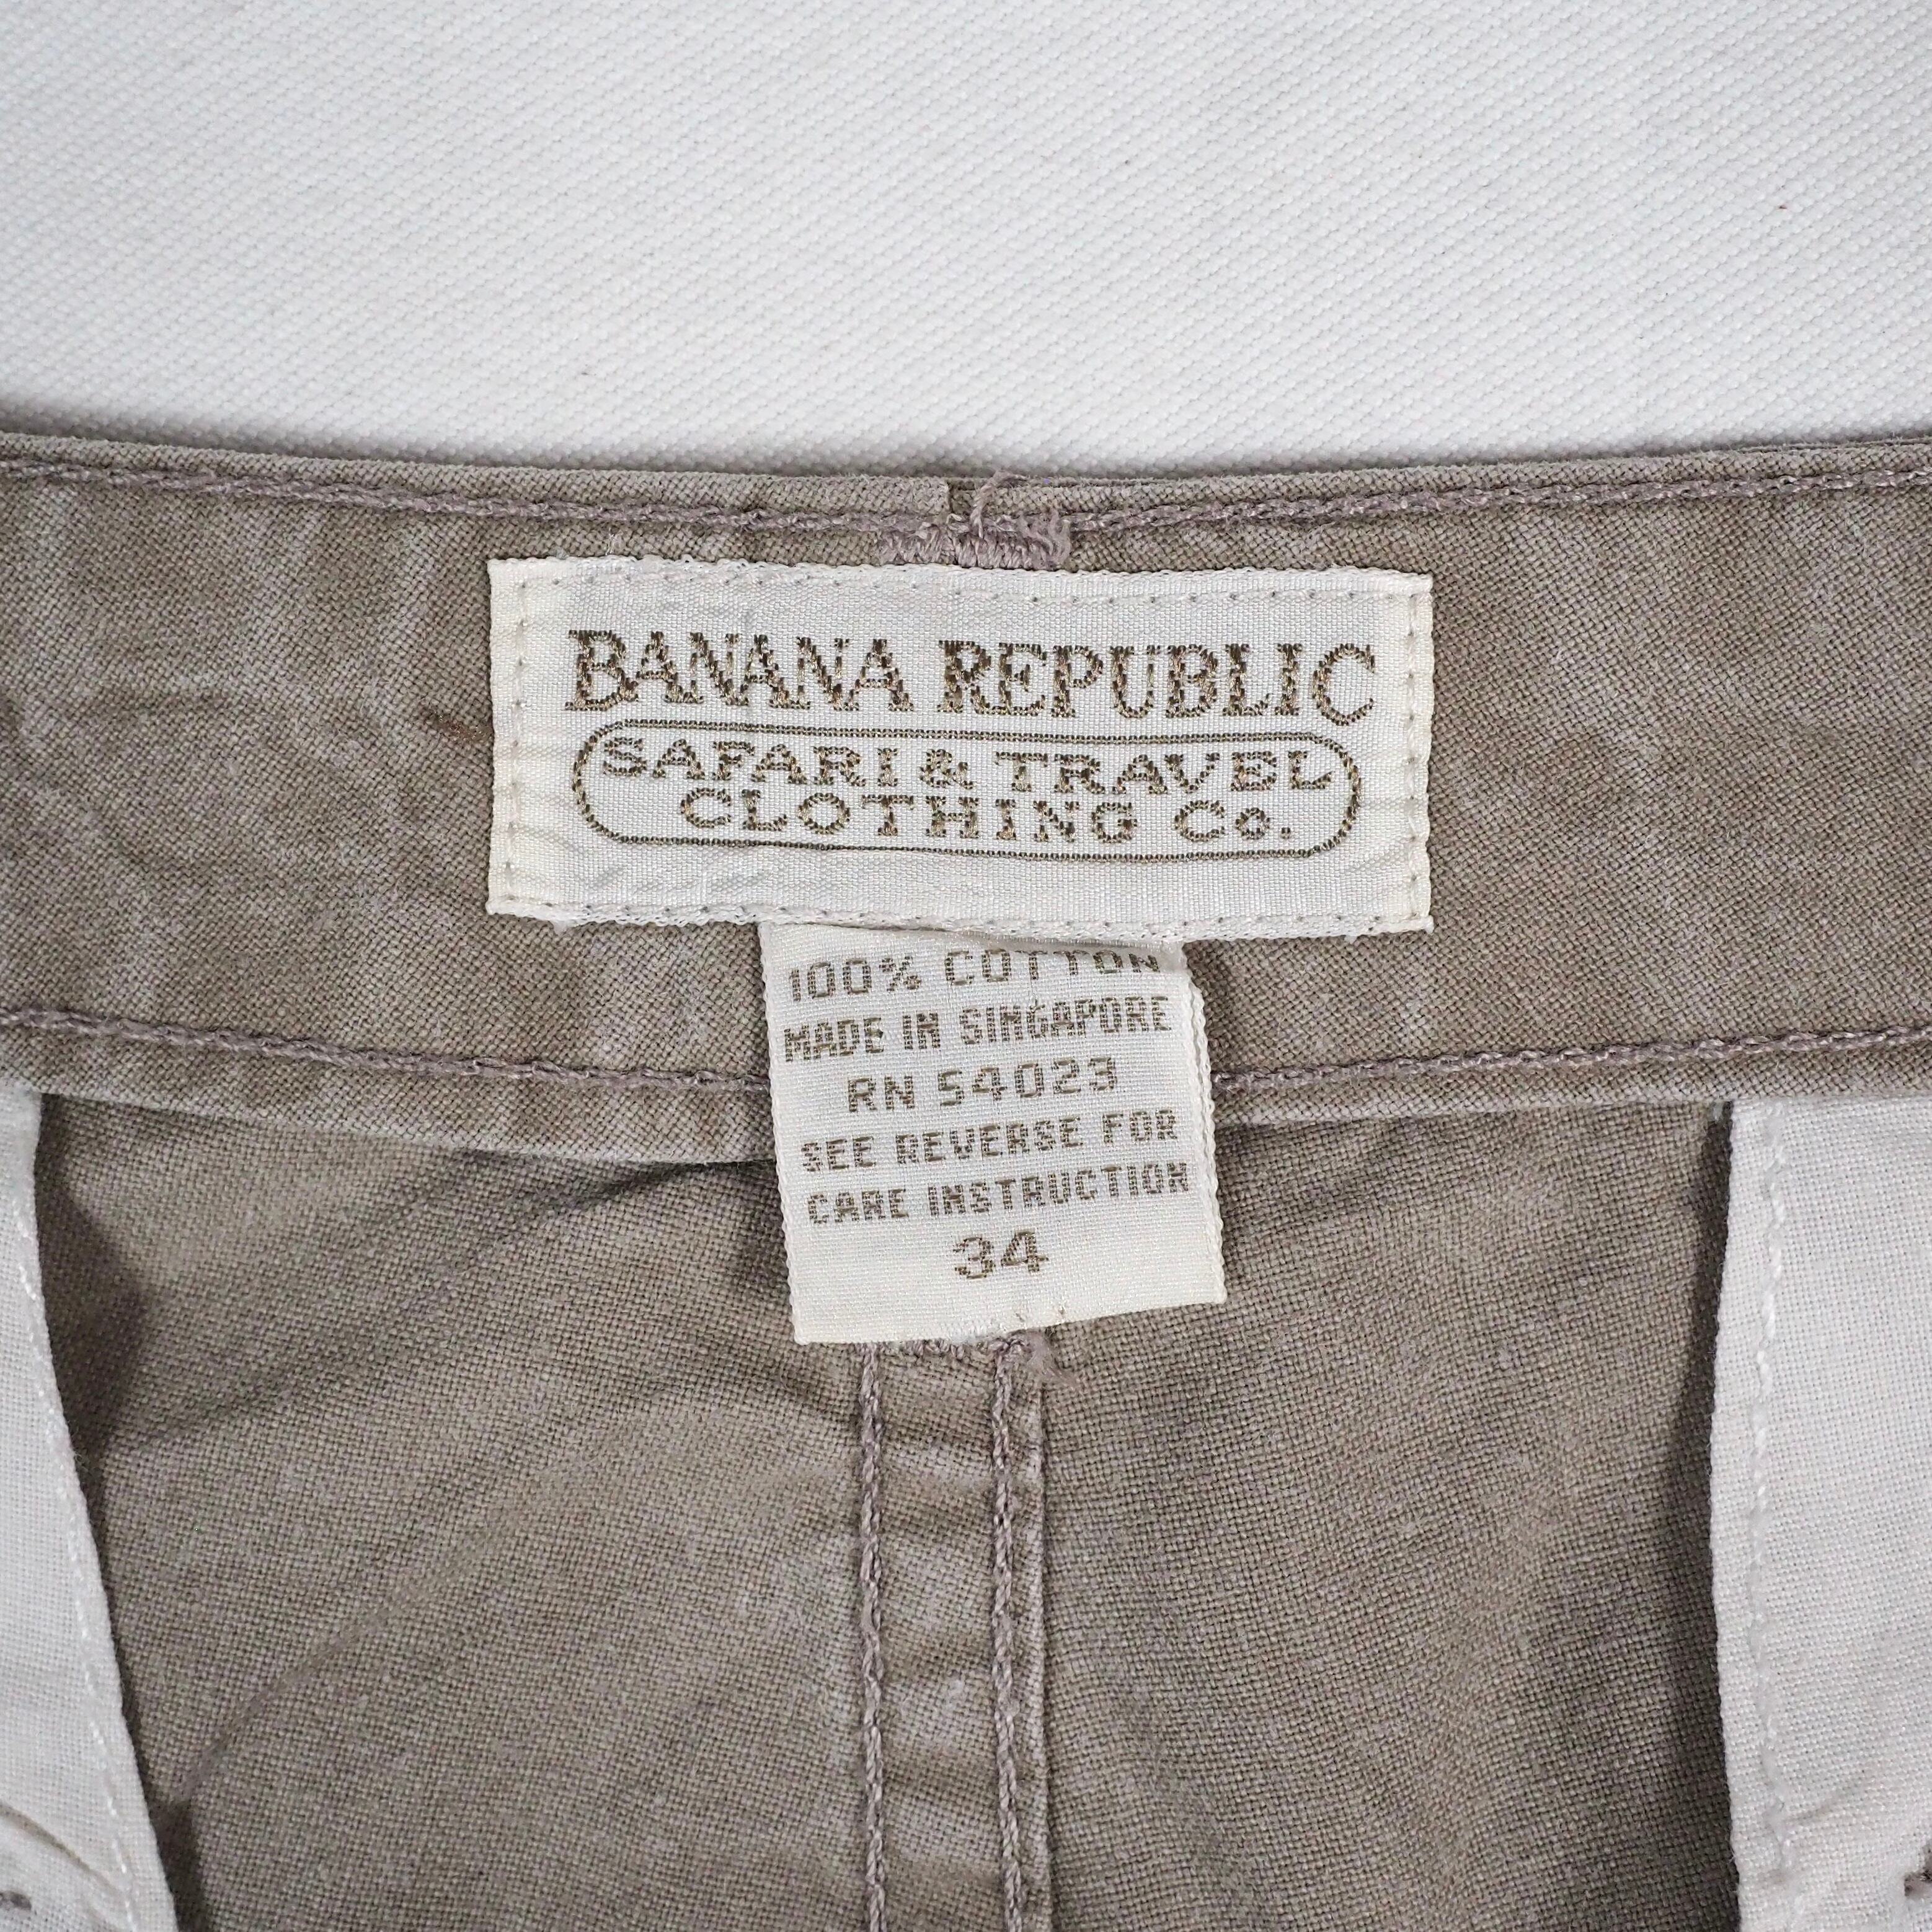 BANANA REPUBLIC
SAFARI & TRAVEL
CLOTHING Co.
100% COTTON
MADE IN SINGAPORE
RN 54023
SEE REVERSE FOR
CARE INSTRUCTION
34